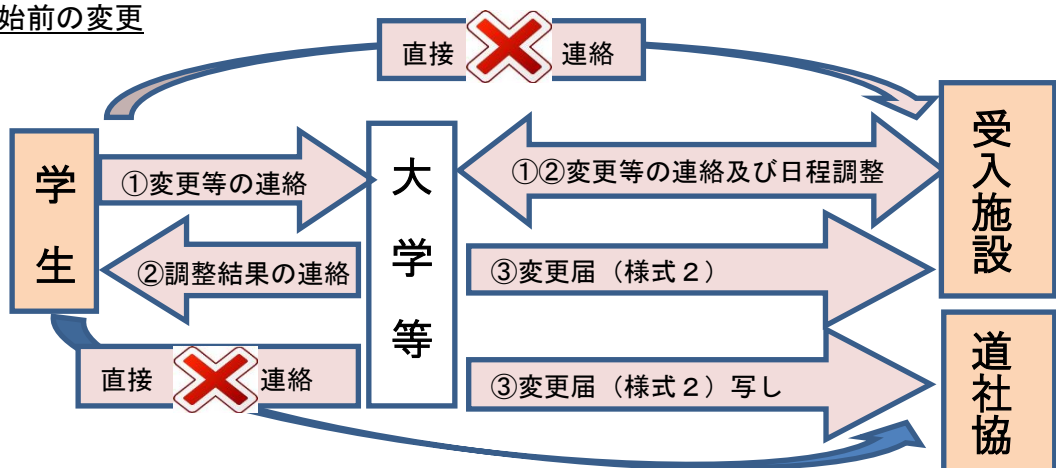 始前の変更
直接 連絡
学生
①変更等の連絡
大学等
①②変更等の連絡及び日程調整
受入施設
②調整結果の連絡
③変更届（様式２）
直接 連絡
③変更届（様式２）写し
道社協